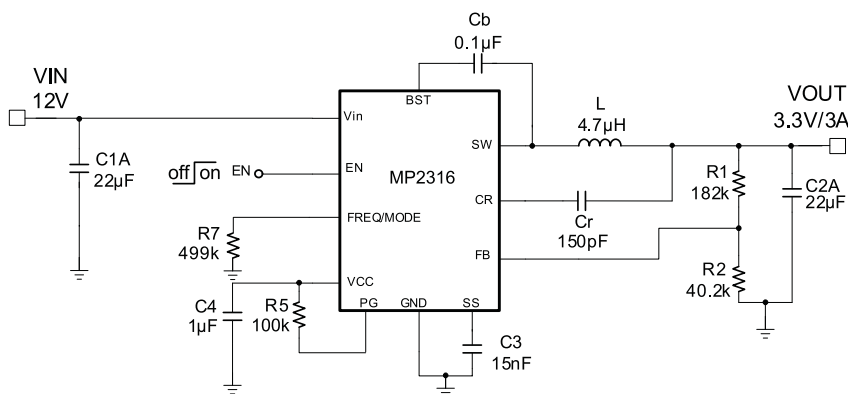 Cb
0.1µF
VIN
12V
BST
Vin
L
4.7µH
VOUT
3.3V/3A
SW
C1A
22µF
off on EN
EN
MP2316
R1
182k
C2A
22µF
CR
Cr
150pF
FREQ/MODE
R7
499k
FB
R2
40.2k
VCC
C4
1µF
R5
100k
PG
GND
SS
C3
15nF